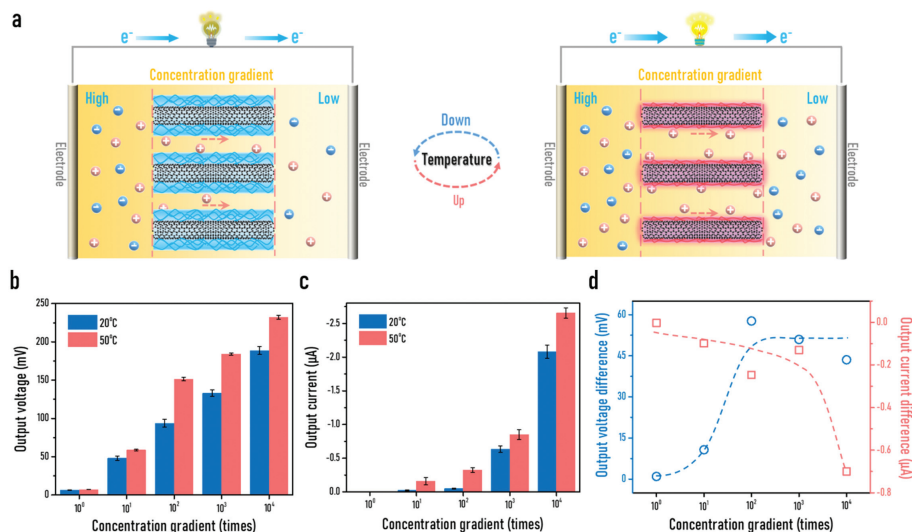 a
e⁻ e⁻
Concentration gradient
High Low
Electrode Electrode
Down
Temperature
Up
e⁻ e⁻
Concentration gradient
High Low
Electrode Electrode
b
Output voltage (mV)
250
200
150
100
50
0
20°C
50°C
10⁰ 10¹ 10² 10³ 10⁴
Concentration gradient (times)
c
Output current (μA)
-2.5
-2.0
-1.5
-1.0
-0.5
0.0
20°C
50°C
10⁰ 10¹ 10² 10³ 10⁴
Concentration gradient (times)
d
Output voltage difference (mV)
60
45
30
15
0
0.0
-0.2
-0.4
-0.6
-0.8
Output current difference (μA)
10⁰ 10¹ 10² 10³ 10⁴
Concentration gradient (times)